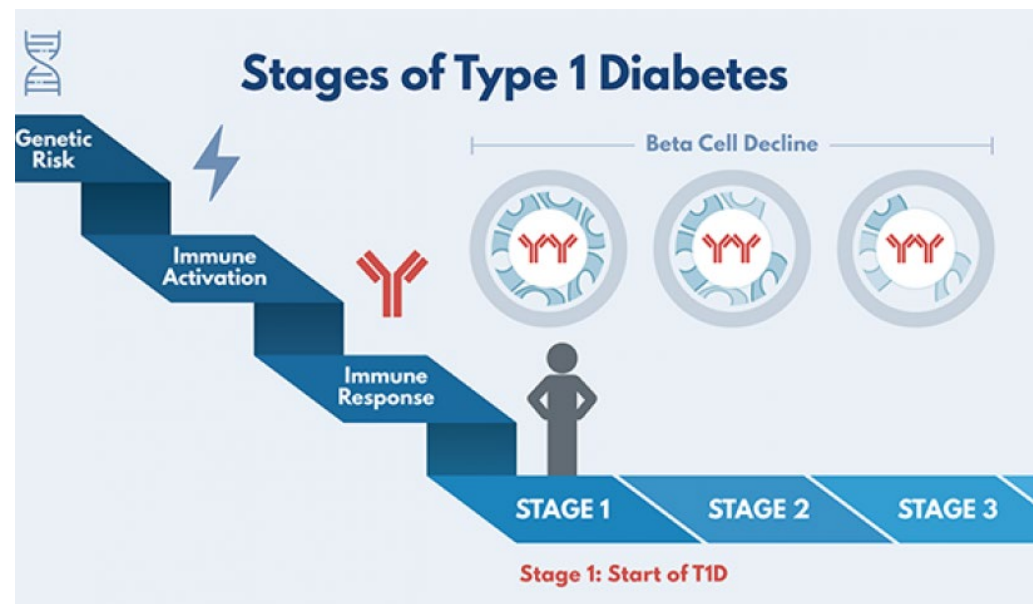 Stages of Type 1 Diabetes
Genetic
Risk
Beta Cell Decline
Immune
Activation
Immune
Response
STAGE 1
STAGE 2
STAGE 3
Stage 1: Start of T1D